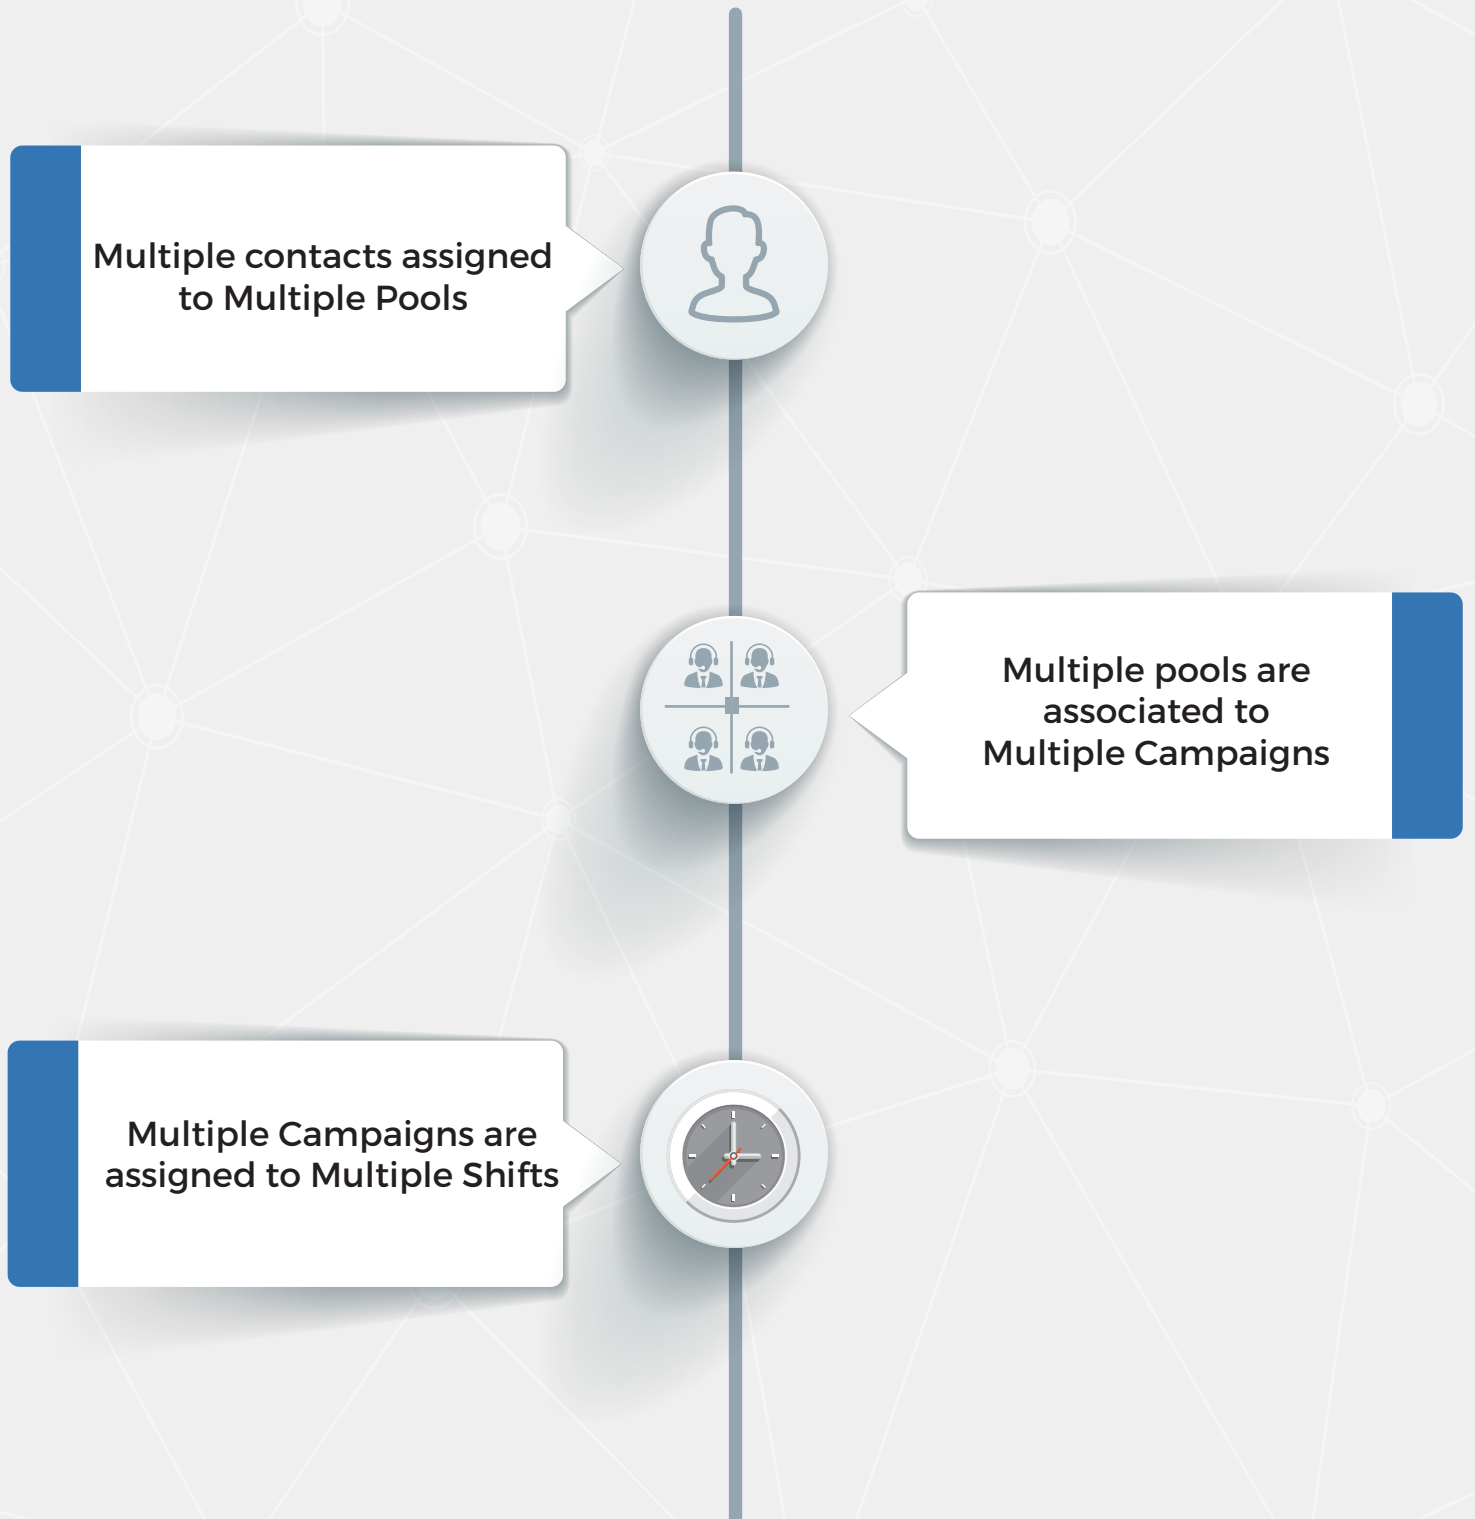 Multiple contacts assigned
to Multiple Pools
Multiple pools are
associated to
Multiple Campaigns
Multiple Campaigns are
assigned to Multiple Shifts